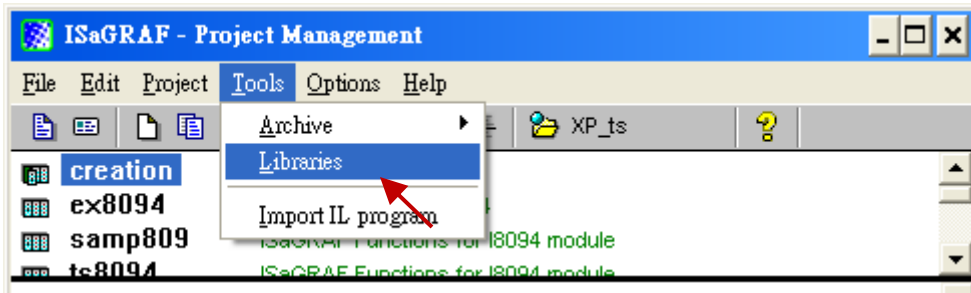 ISaGRAF - Project Management
File Edit Project Tools Options Help
Archive XP_ts
creation Libraries
ex8094
Import IL program
samp809 ISaGRAF Functions for I8094 module
ts8094 ISaGRAF Functions for I8094 module